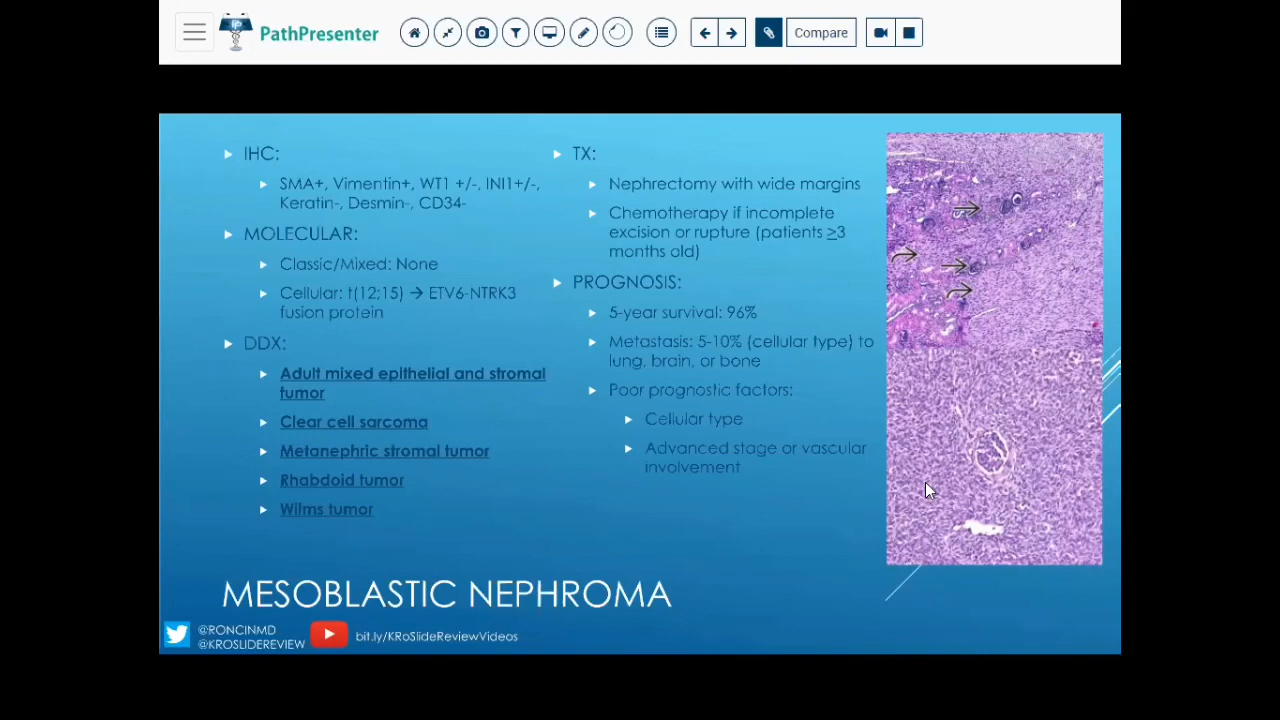 PathPresenter
Compare
IHC:
SMA+, Vimentin+, WT1 +/-, INI1+/-,
Keratin-, Desmin-, CD34-
MOLECULAR:
Classic/Mixed: None
Cellular: t(12;15) → ETV6-NTRK3
fusion protein
DDX:
Adult mixed epithelial and stromal
tumor
Clear cell sarcoma
Metanephric stromal tumor
Rhabdoid tumor
Wilms tumor
TX:
Nephrectomy with wide margins
Chemotherapy if incomplete
excision or rupture (patients ≥3
months old)
PROGNOSIS:
5-year survival: 96%
Metastasis: 5-10% (cellular type) to
lung, brain, or bone
Poor prognostic factors:
Cellular type
Advanced stage or vascular
involvement
MESOBLASTIC NEPHROMA
@RONCINMD
@KROSLIDEREVIEW
bit.ly/KRoSlideReviewVideos